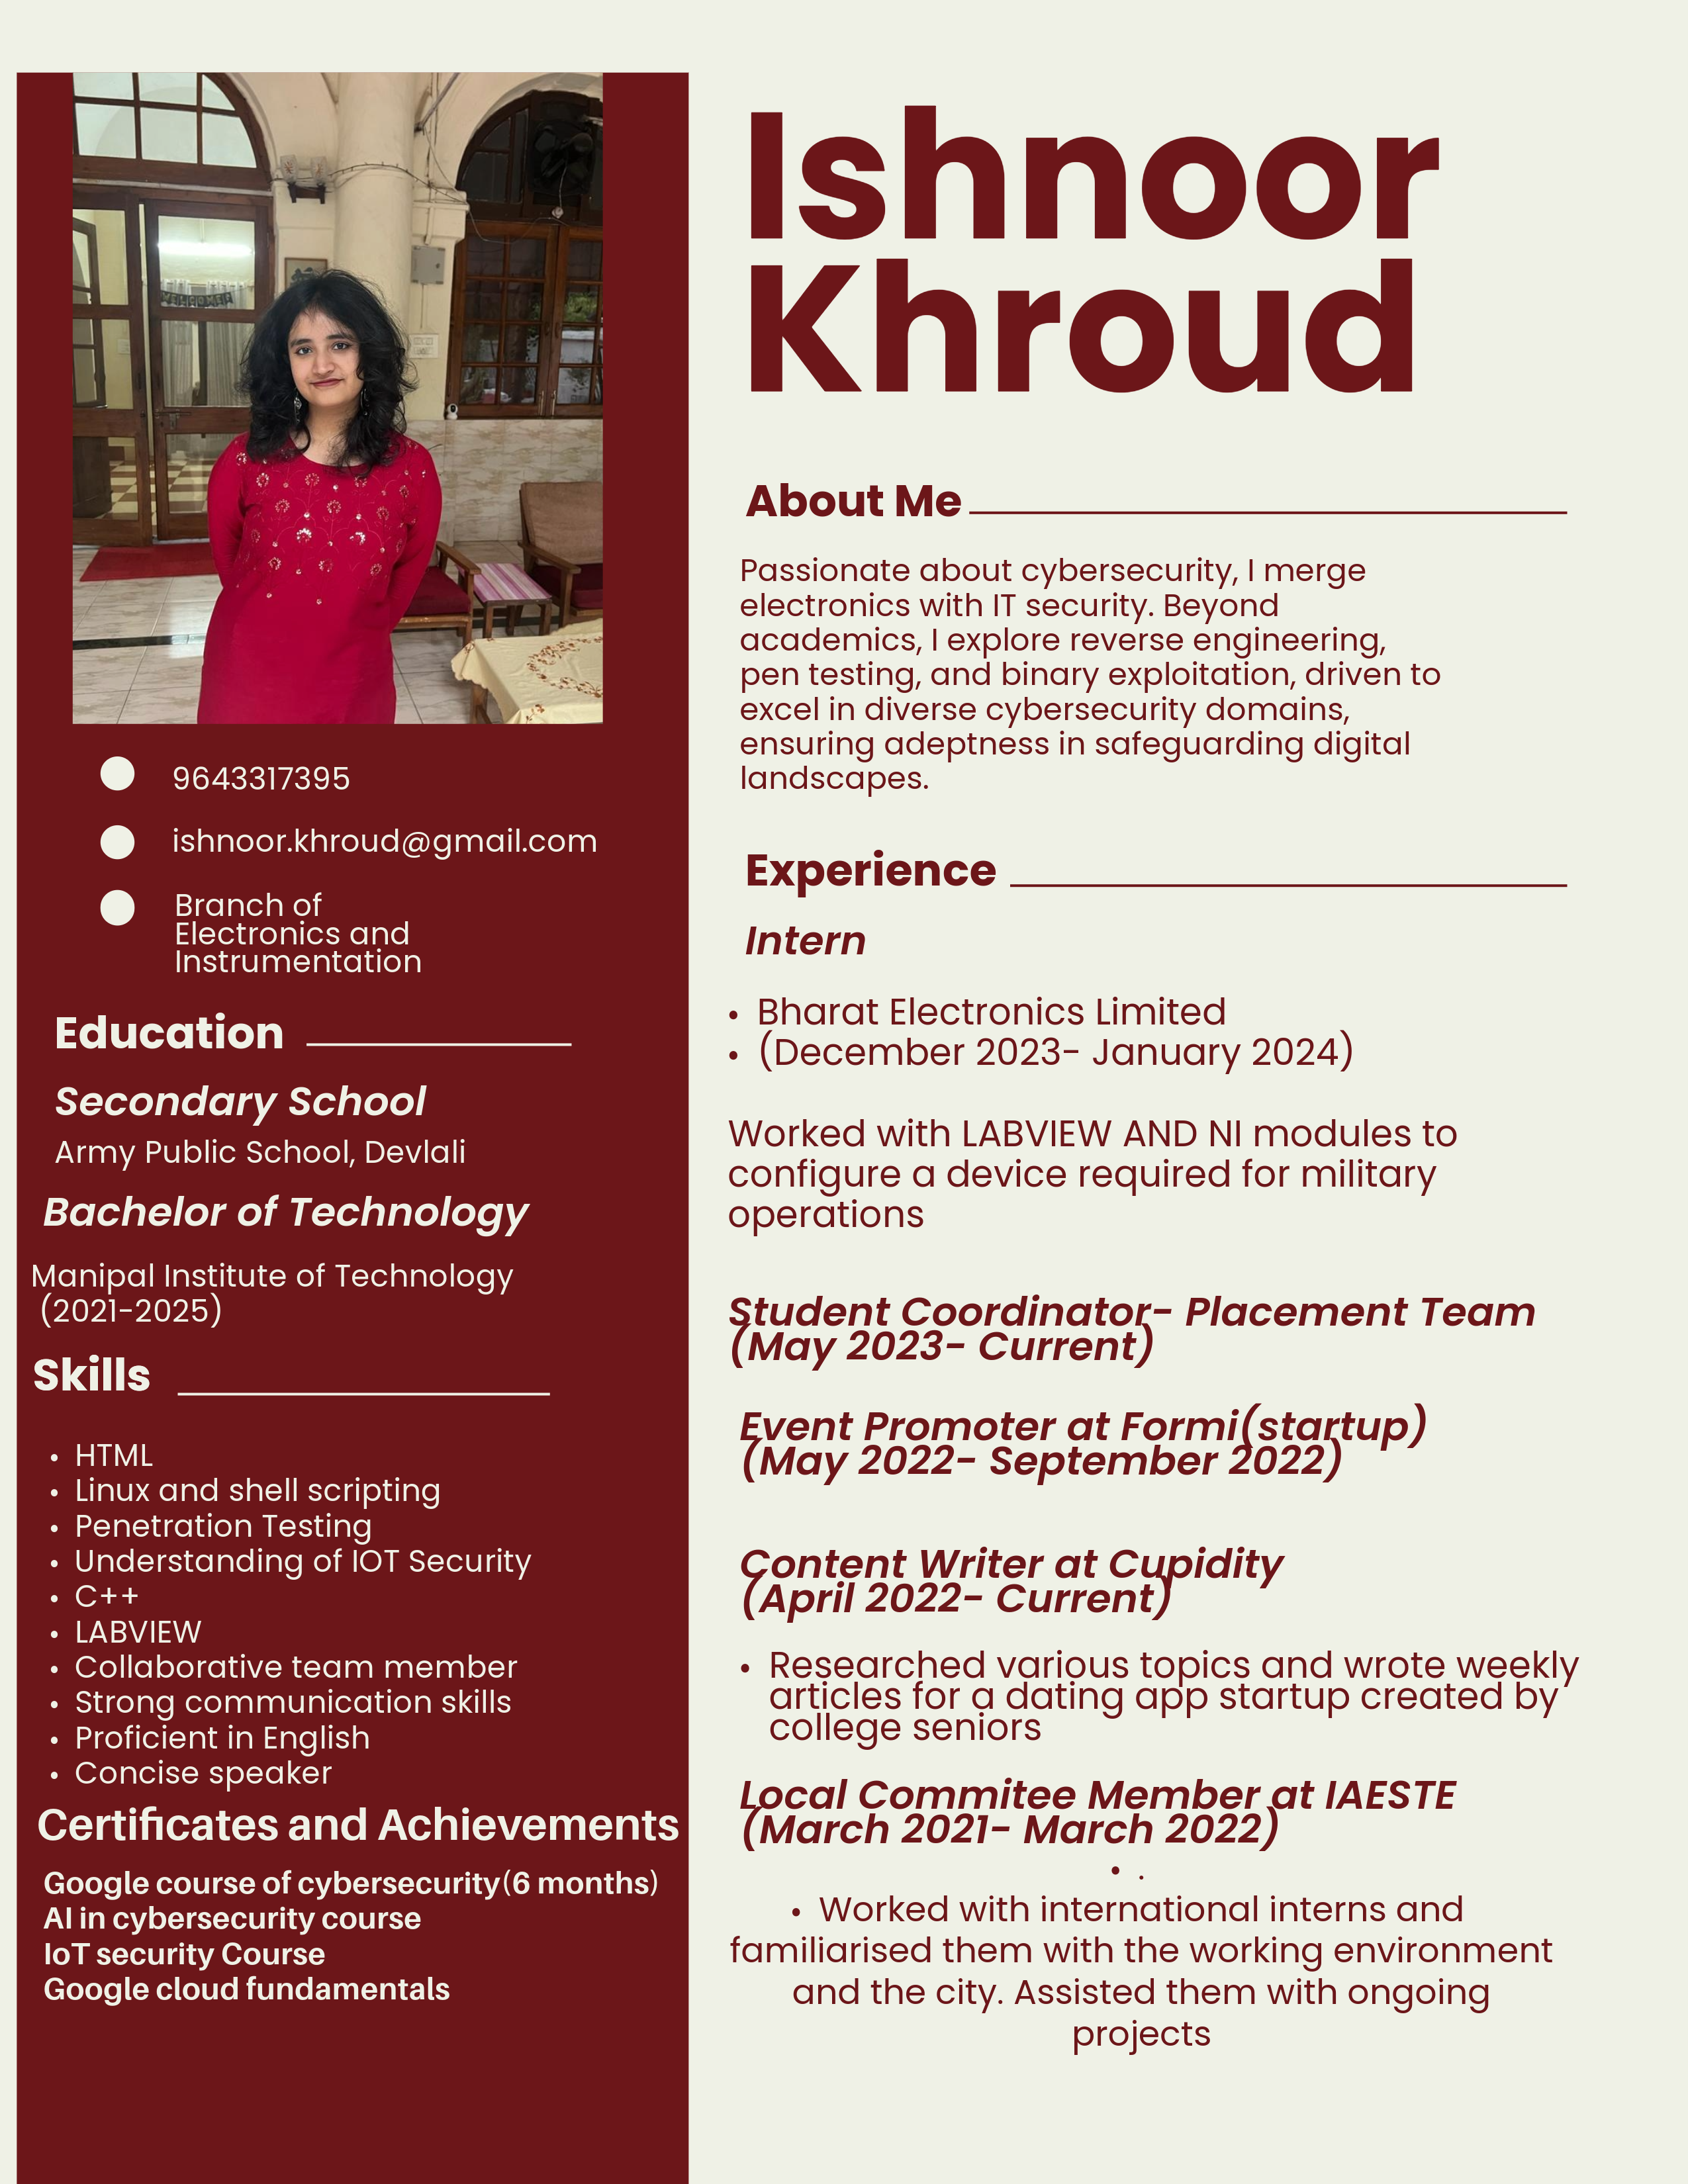 Ishnoor
Khroud
9643317395
ishnoor.khroud@gmail.com
Branch of
Electronics and
Instrumentation
Education
Secondary School
Army Public School, Devlali
Bachelor of Technology
Manipal Institute of Technology
(2021-2025)
Skills
• HTML
• Linux and shell scripting
• Penetration Testing
• Understanding of IOT Security
• C++
• LABVIEW
• Collaborative team member
• Strong communication skills
• Proficient in English
• Concise speaker
Certificates and Achievements
Google course of cybersecurity(6 months)
AI in cybersecurity course
IoT security Course
Google cloud fundamentals
About Me
Passionate about cybersecurity, I merge
electronics with IT security. Beyond
academics, I explore reverse engineering,
pen testing, and binary exploitation, driven to
excel in diverse cybersecurity domains,
ensuring adeptness in safeguarding digital
landscapes.
Experience
Intern
• Bharat Electronics Limited
• (December 2023- January 2024)
Worked with LABVIEW AND NI modules to
configure a device required for military
operations
Student Coordinator- Placement Team
(May 2023- Current)
Event Promoter at Formi(startup)
(May 2022- September 2022)
Content Writer at Cupidity
(April 2022- Current)
• Researched various topics and wrote weekly
articles for a dating app startup created by
college seniors
Local Commitee Member at IAESTE
(March 2021- March 2022)
• .
• Worked with international interns and
familiarised them with the working environment
and the city. Assisted them with ongoing
projects